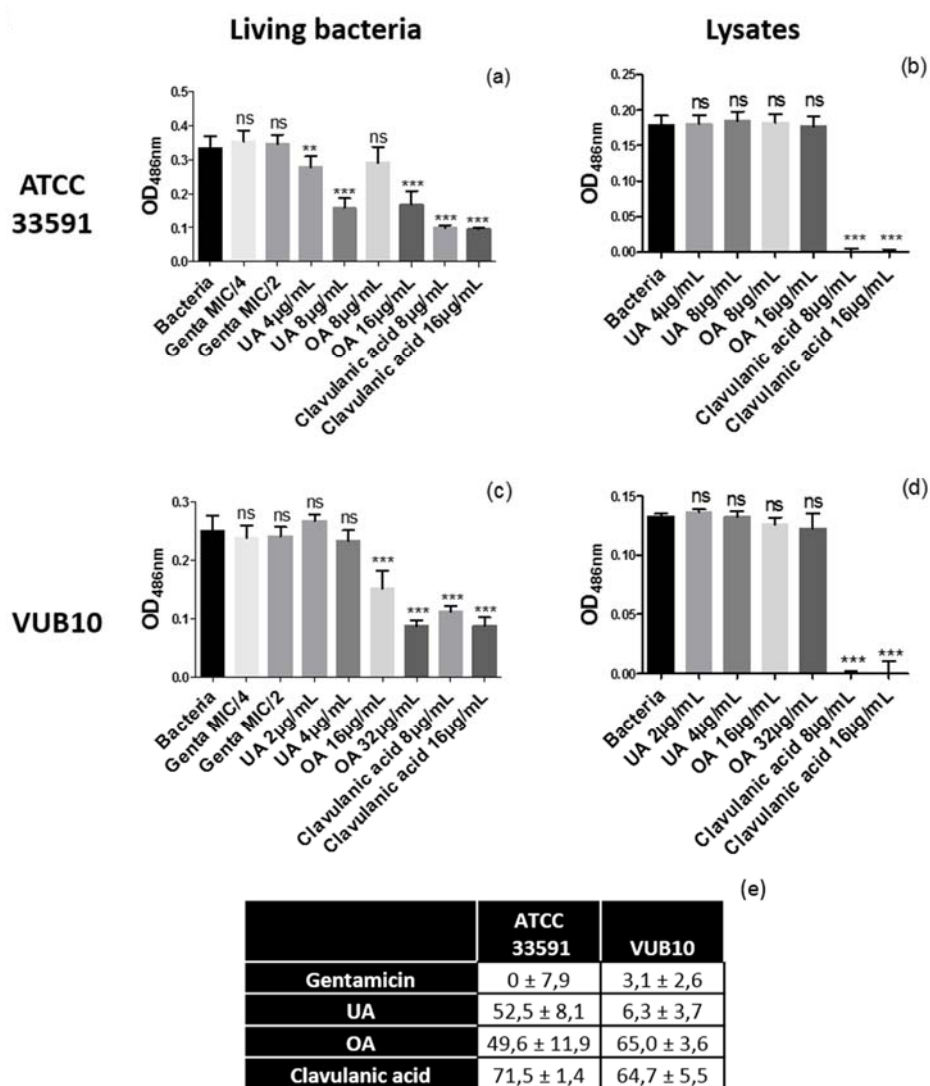 Living bacteria
Lysates
ATCC
33591
(a)
OD486nm
0.5
0.4
0.3
0.2
0.1
0.0
ns
ns
**
***
ns
***
***
***
Bacteria
Genta MIC/4
Genta MIC/2
UA 4µg/mL
UA 8µg/mL
OA 8µg/mL
OA 16µg/mL
Clavulanic acid 8µg/mL
Clavulanic acid 16µg/mL
(b)
OD486nm
0.25
0.20
0.15
0.10
0.05
0.00
ns
ns
ns
ns
***
***
Bacteria
UA 4µg/mL
UA 8µg/mL
OA 8µg/mL
OA 16µg/mL
Clavulanic acid 8µg/mL
Clavulanic acid 16µg/mL
VUB10
(c)
OD486nm
0.3
0.2
0.1
0.0
ns
ns
ns
ns
***
***
***
***
Bacteria
Genta MIC/4
Genta MIC/2
UA 2µg/mL
UA 4µg/mL
OA 16µg/mL
OA 32µg/mL
Clavulanic acid 8µg/mL
Clavulanic acid 16µg/mL
(d)
OD486nm
0.15
0.10
0.05
0.00
ns
ns
ns
ns
***
***
Bacteria
UA 2µg/mL
UA 4µg/mL
OA 16µg/mL
OA 32µg/mL
Clavulanic acid 8µg/mL
Clavulanic acid 16µg/mL
(e)
ATCC
33591 VUB10
Gentamicin 0 ± 7,9 3,1 ± 2,6
UA 52,5 ± 8,1 6,3 ± 3,7
OA 49,6 ± 11,9 65,0 ± 3,6
Clavulanic acid 71,5 ± 1,4 64,7 ± 5,5